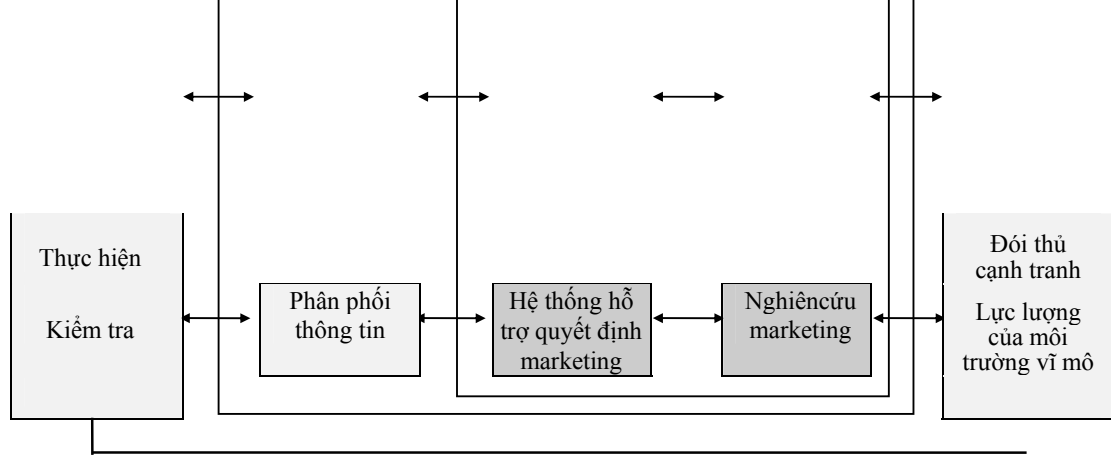 Thực hiện
Kiểm tra
Phân phối
thông tin
Hệ thống hỗ
trợ quyết định
marketing
Nghiêncứu
marketing
Đói thủ
cạnh tranh
Lực lượng
của môi
trường vĩ mô